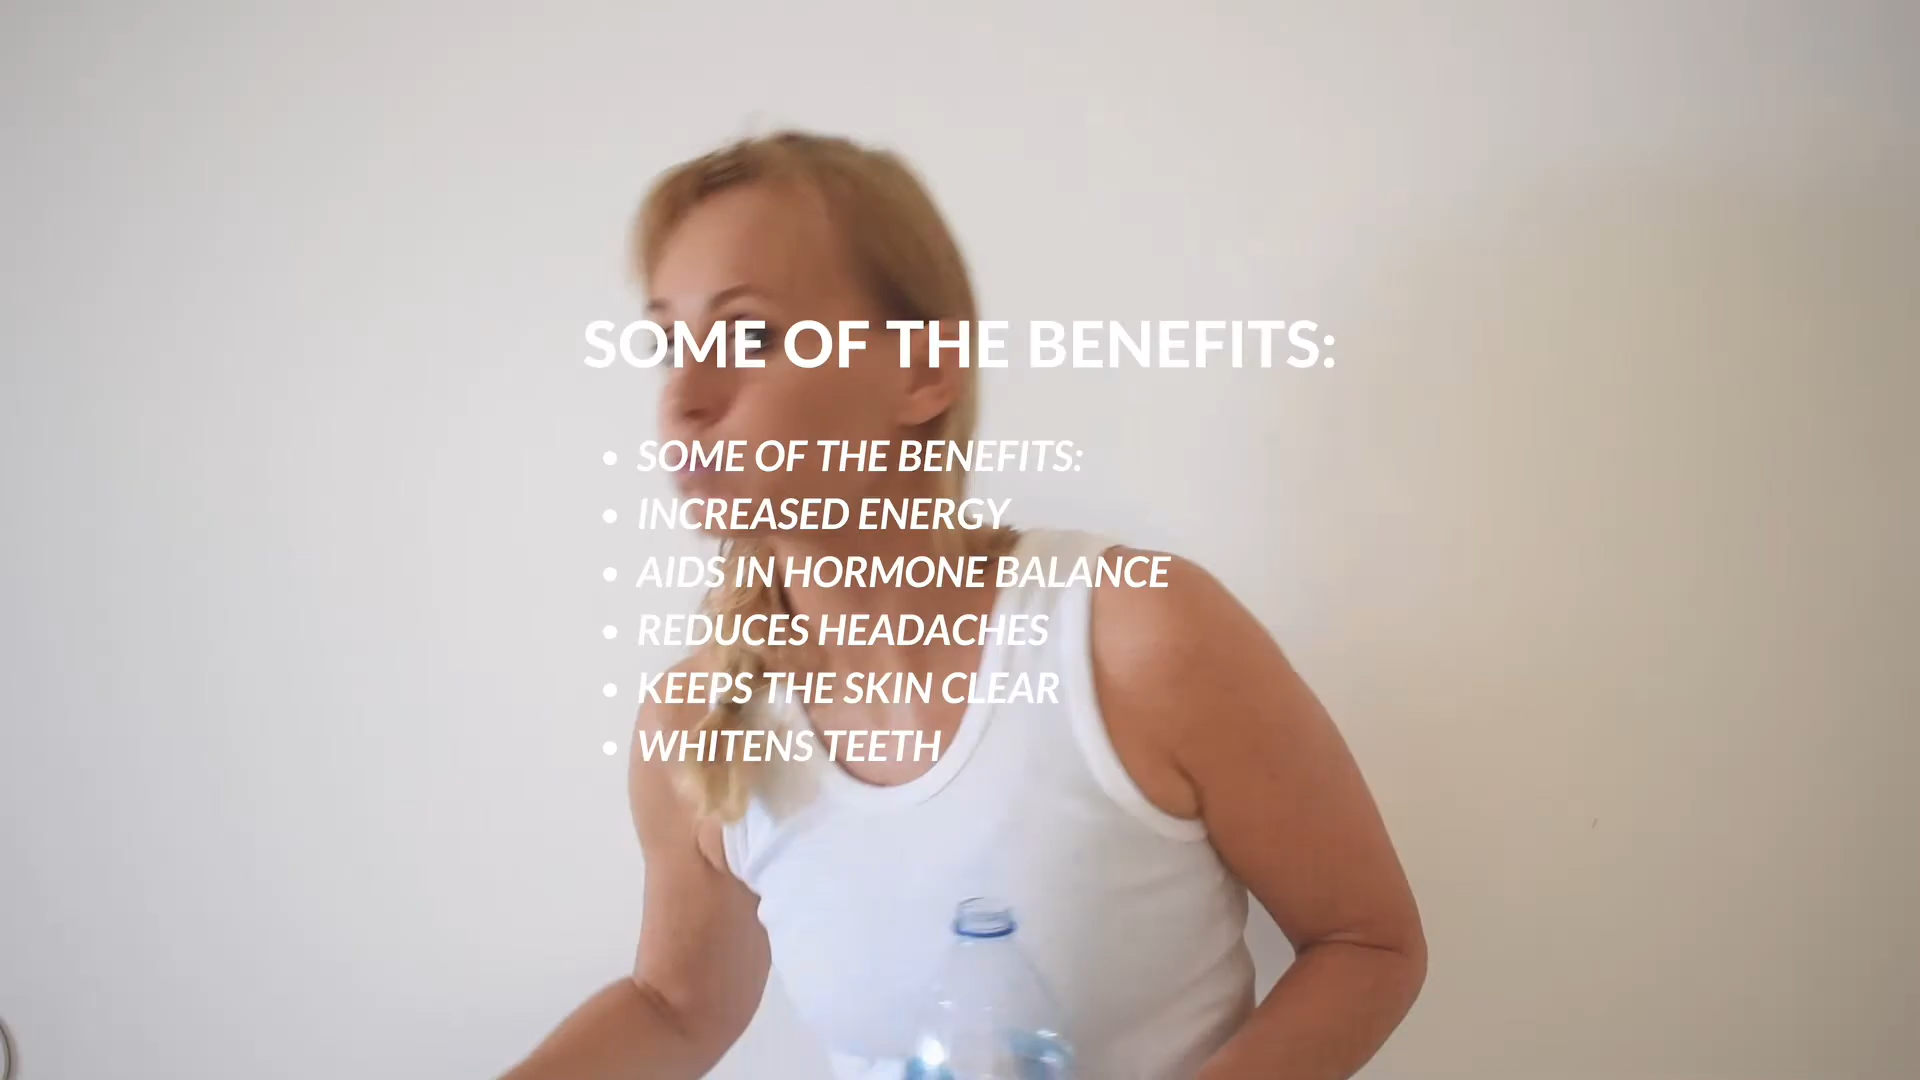 SOME OF THE BENEFITS:
• SOME OF THE BENEFITS:
• INCREASED ENERGY
• AIDS IN HORMONE BALANCE
• REDUCES HEADACHES
• KEEPS THE SKIN CLEAR
• WHITENS TEETH